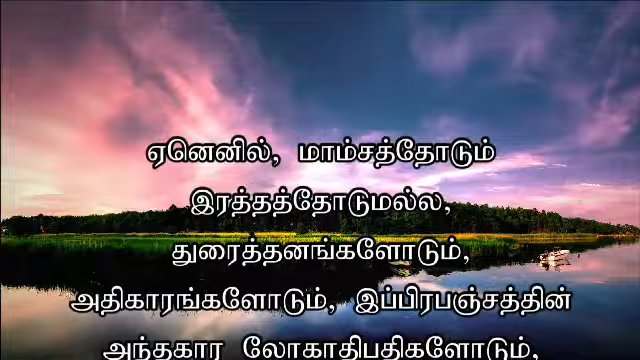 ஏனெனில், மாம்சத்தோடும்
இரத்தத்தோடுமல்ல,
துரைத்தனங்களோடும்,
அதிகாரங்களோடும், இப்பிரபஞ்சத்தின்
அந்தகார லோகாதிபதிகளோடும்,